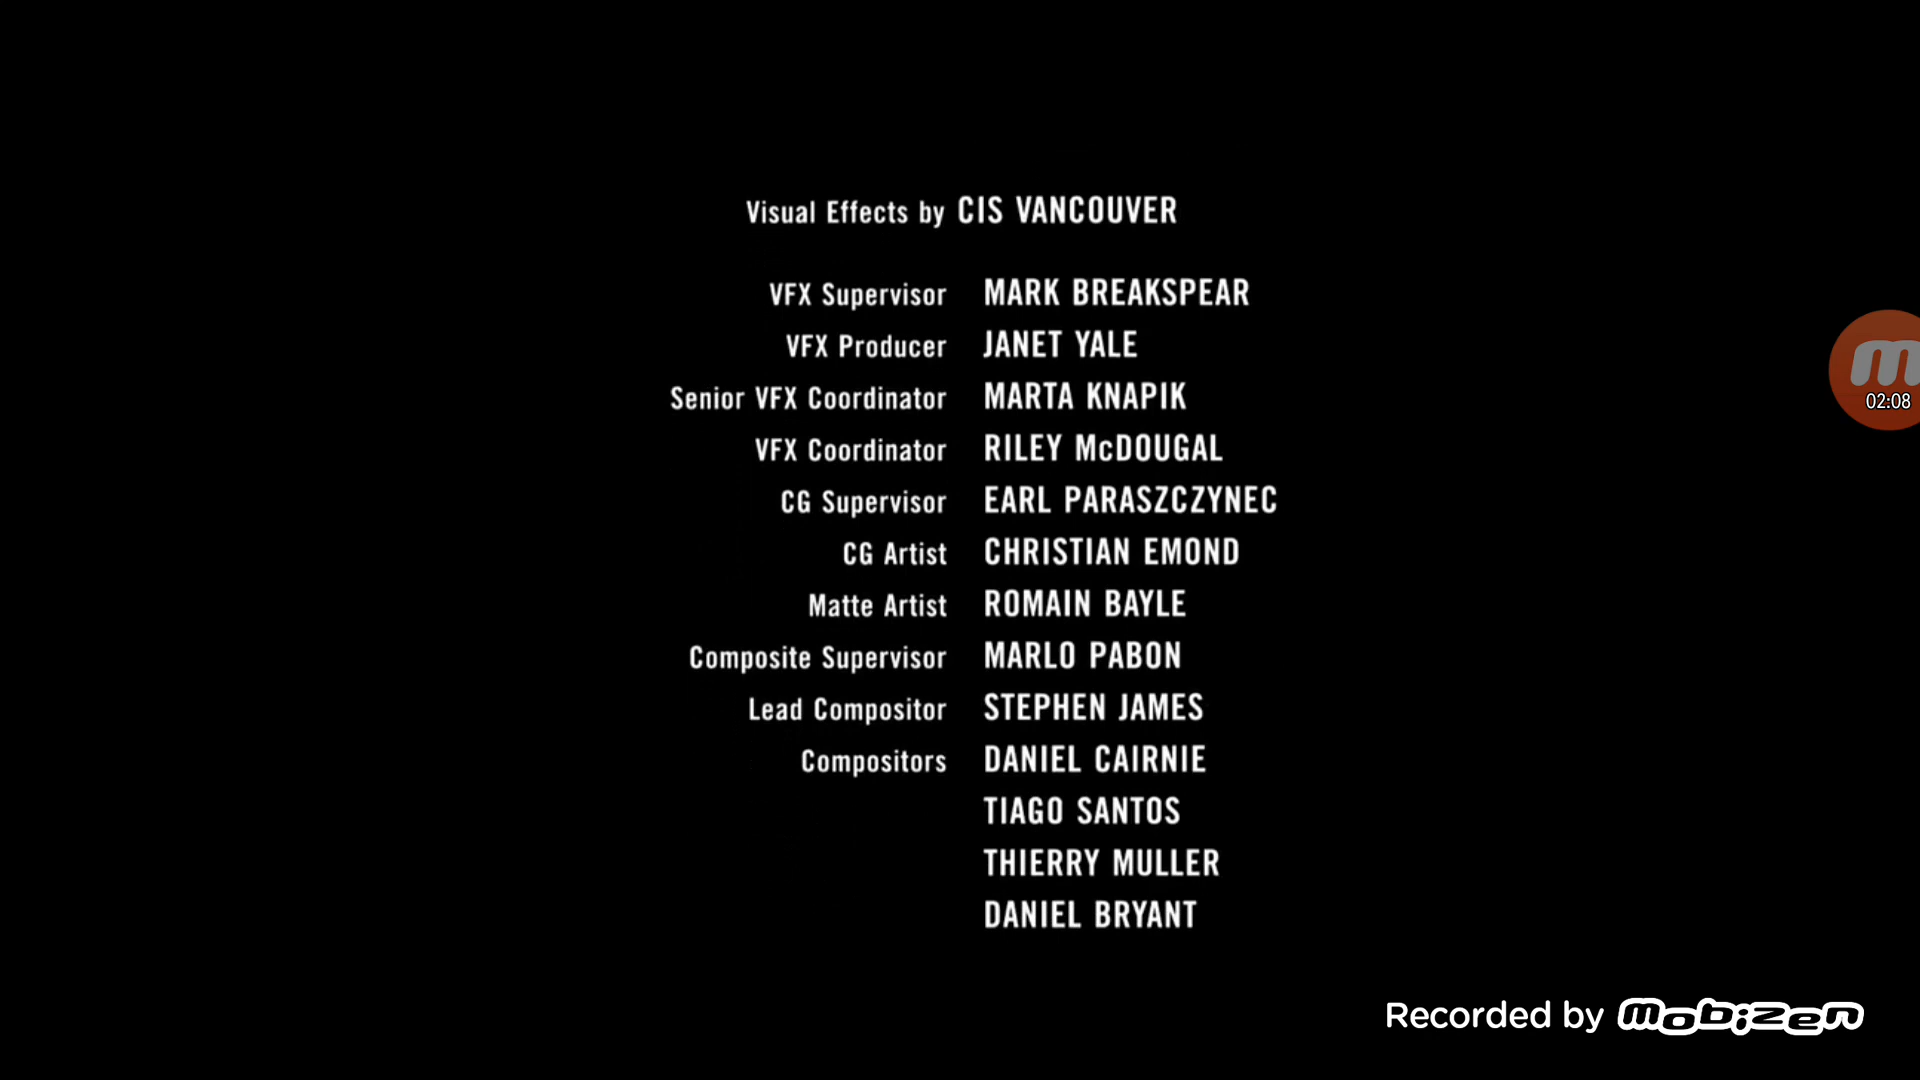 Visual Effects by CIS VANCOUVER
VFX Supervisor MARK BREAKSPEAR
VFX Producer JANET YALE
Senior VFX Coordinator MARTA KNAPIK
VFX Coordinator RILEY McDOUGAL
CG Supervisor EARL PARASZCZYNEC
CG Artist CHRISTIAN EMOND
Matte Artist ROMAIN BAYLE
Composite Supervisor MARLO PABON
Lead Compositor STEPHEN JAMES
Compositors DANIEL CAIRNIE
TIAGO SANTOS
THIERRY MULLER
DANIEL BRYANT
02:08
Recorded by mobizen